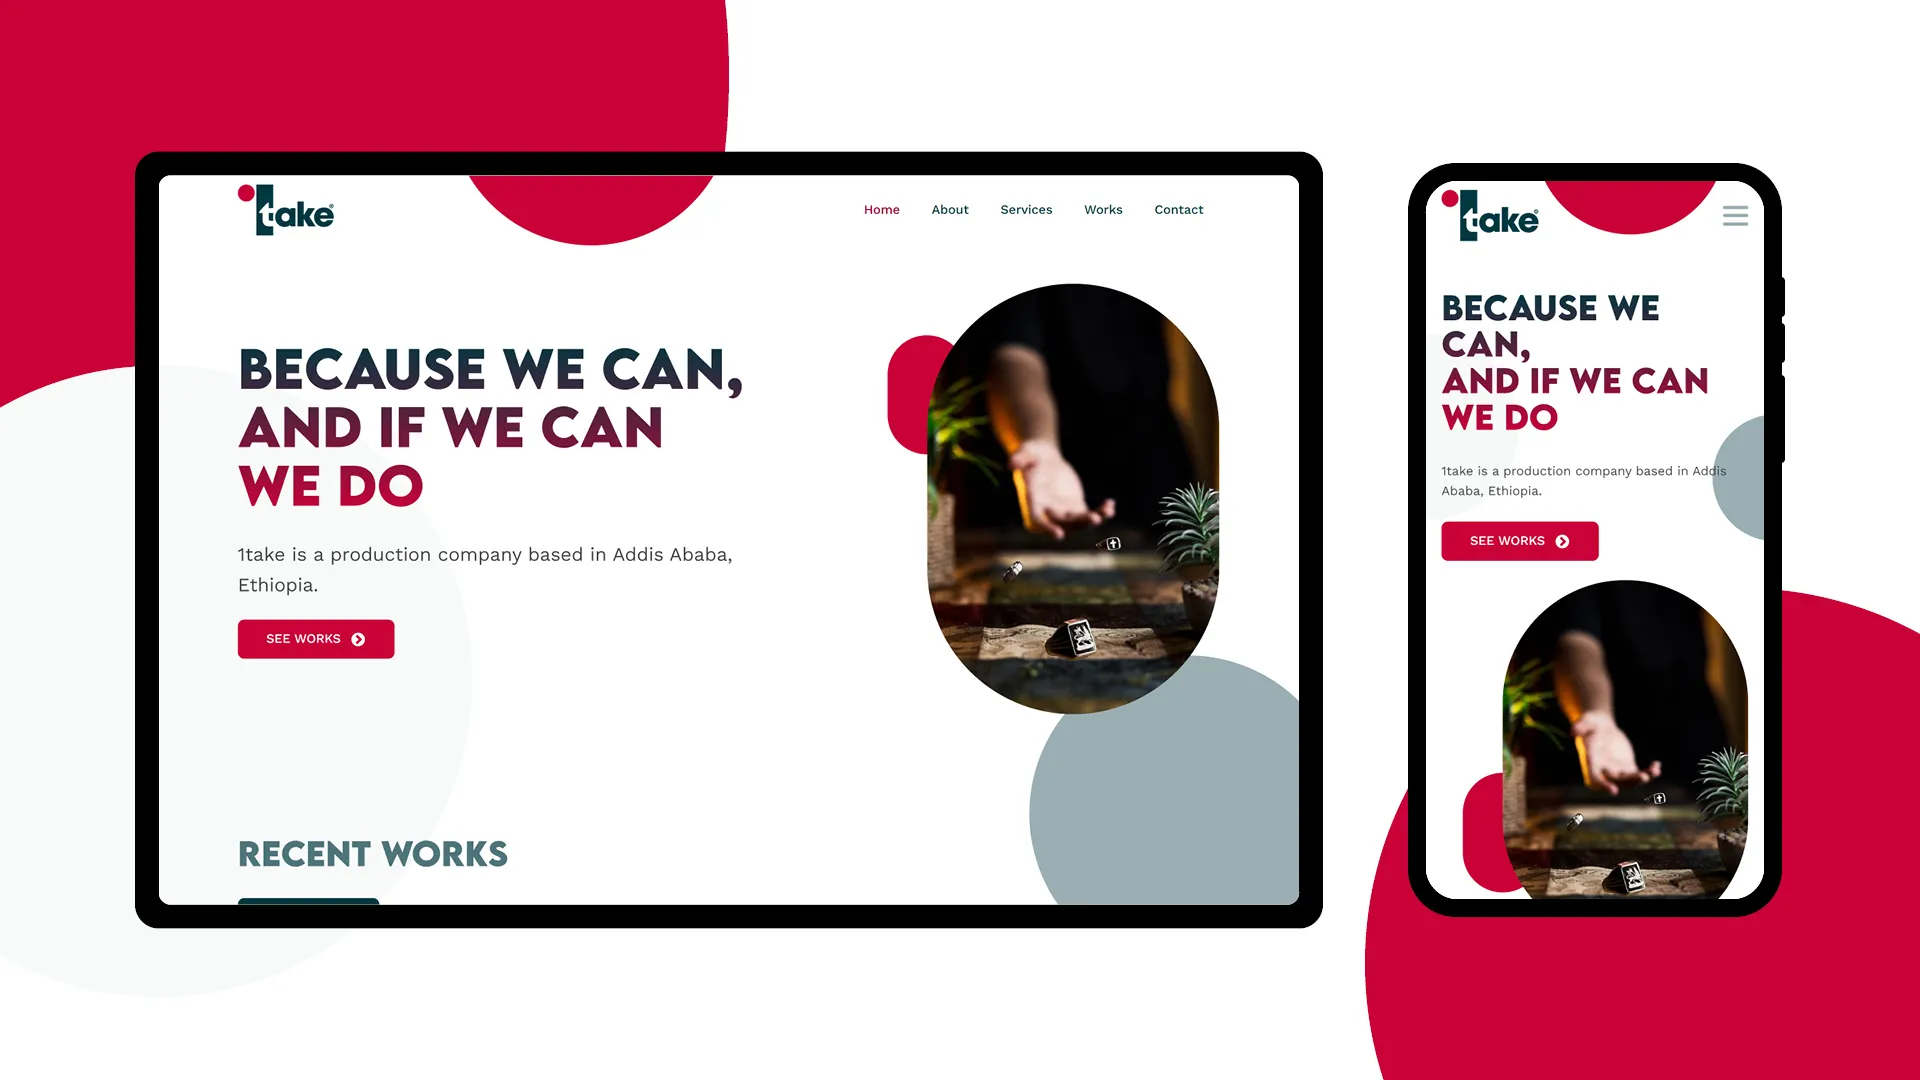 1take®
Home About Services Works Contact
BECAUSE WE CAN,
AND IF WE CAN
WE DO
1take is a production company based in Addis Ababa,
Ethiopia.
SEE WORKS
RECENT WORKS
1take®
BECAUSE WE
CAN,
AND IF WE CAN
WE DO
1take is a production company based in Addis
Ababa, Ethiopia.
SEE WORKS